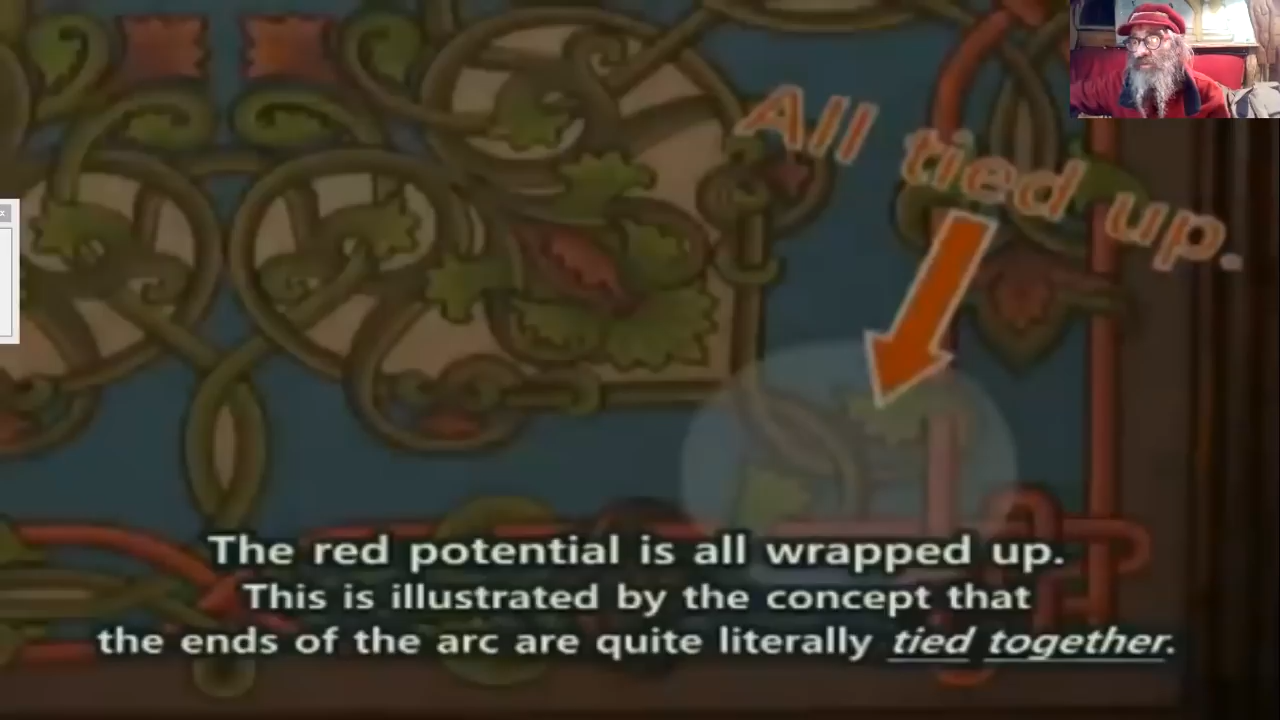 All tied up.
The red potential is all wrapped up.
This is illustrated by the concept that
the ends of the arc are quite literally tied together.